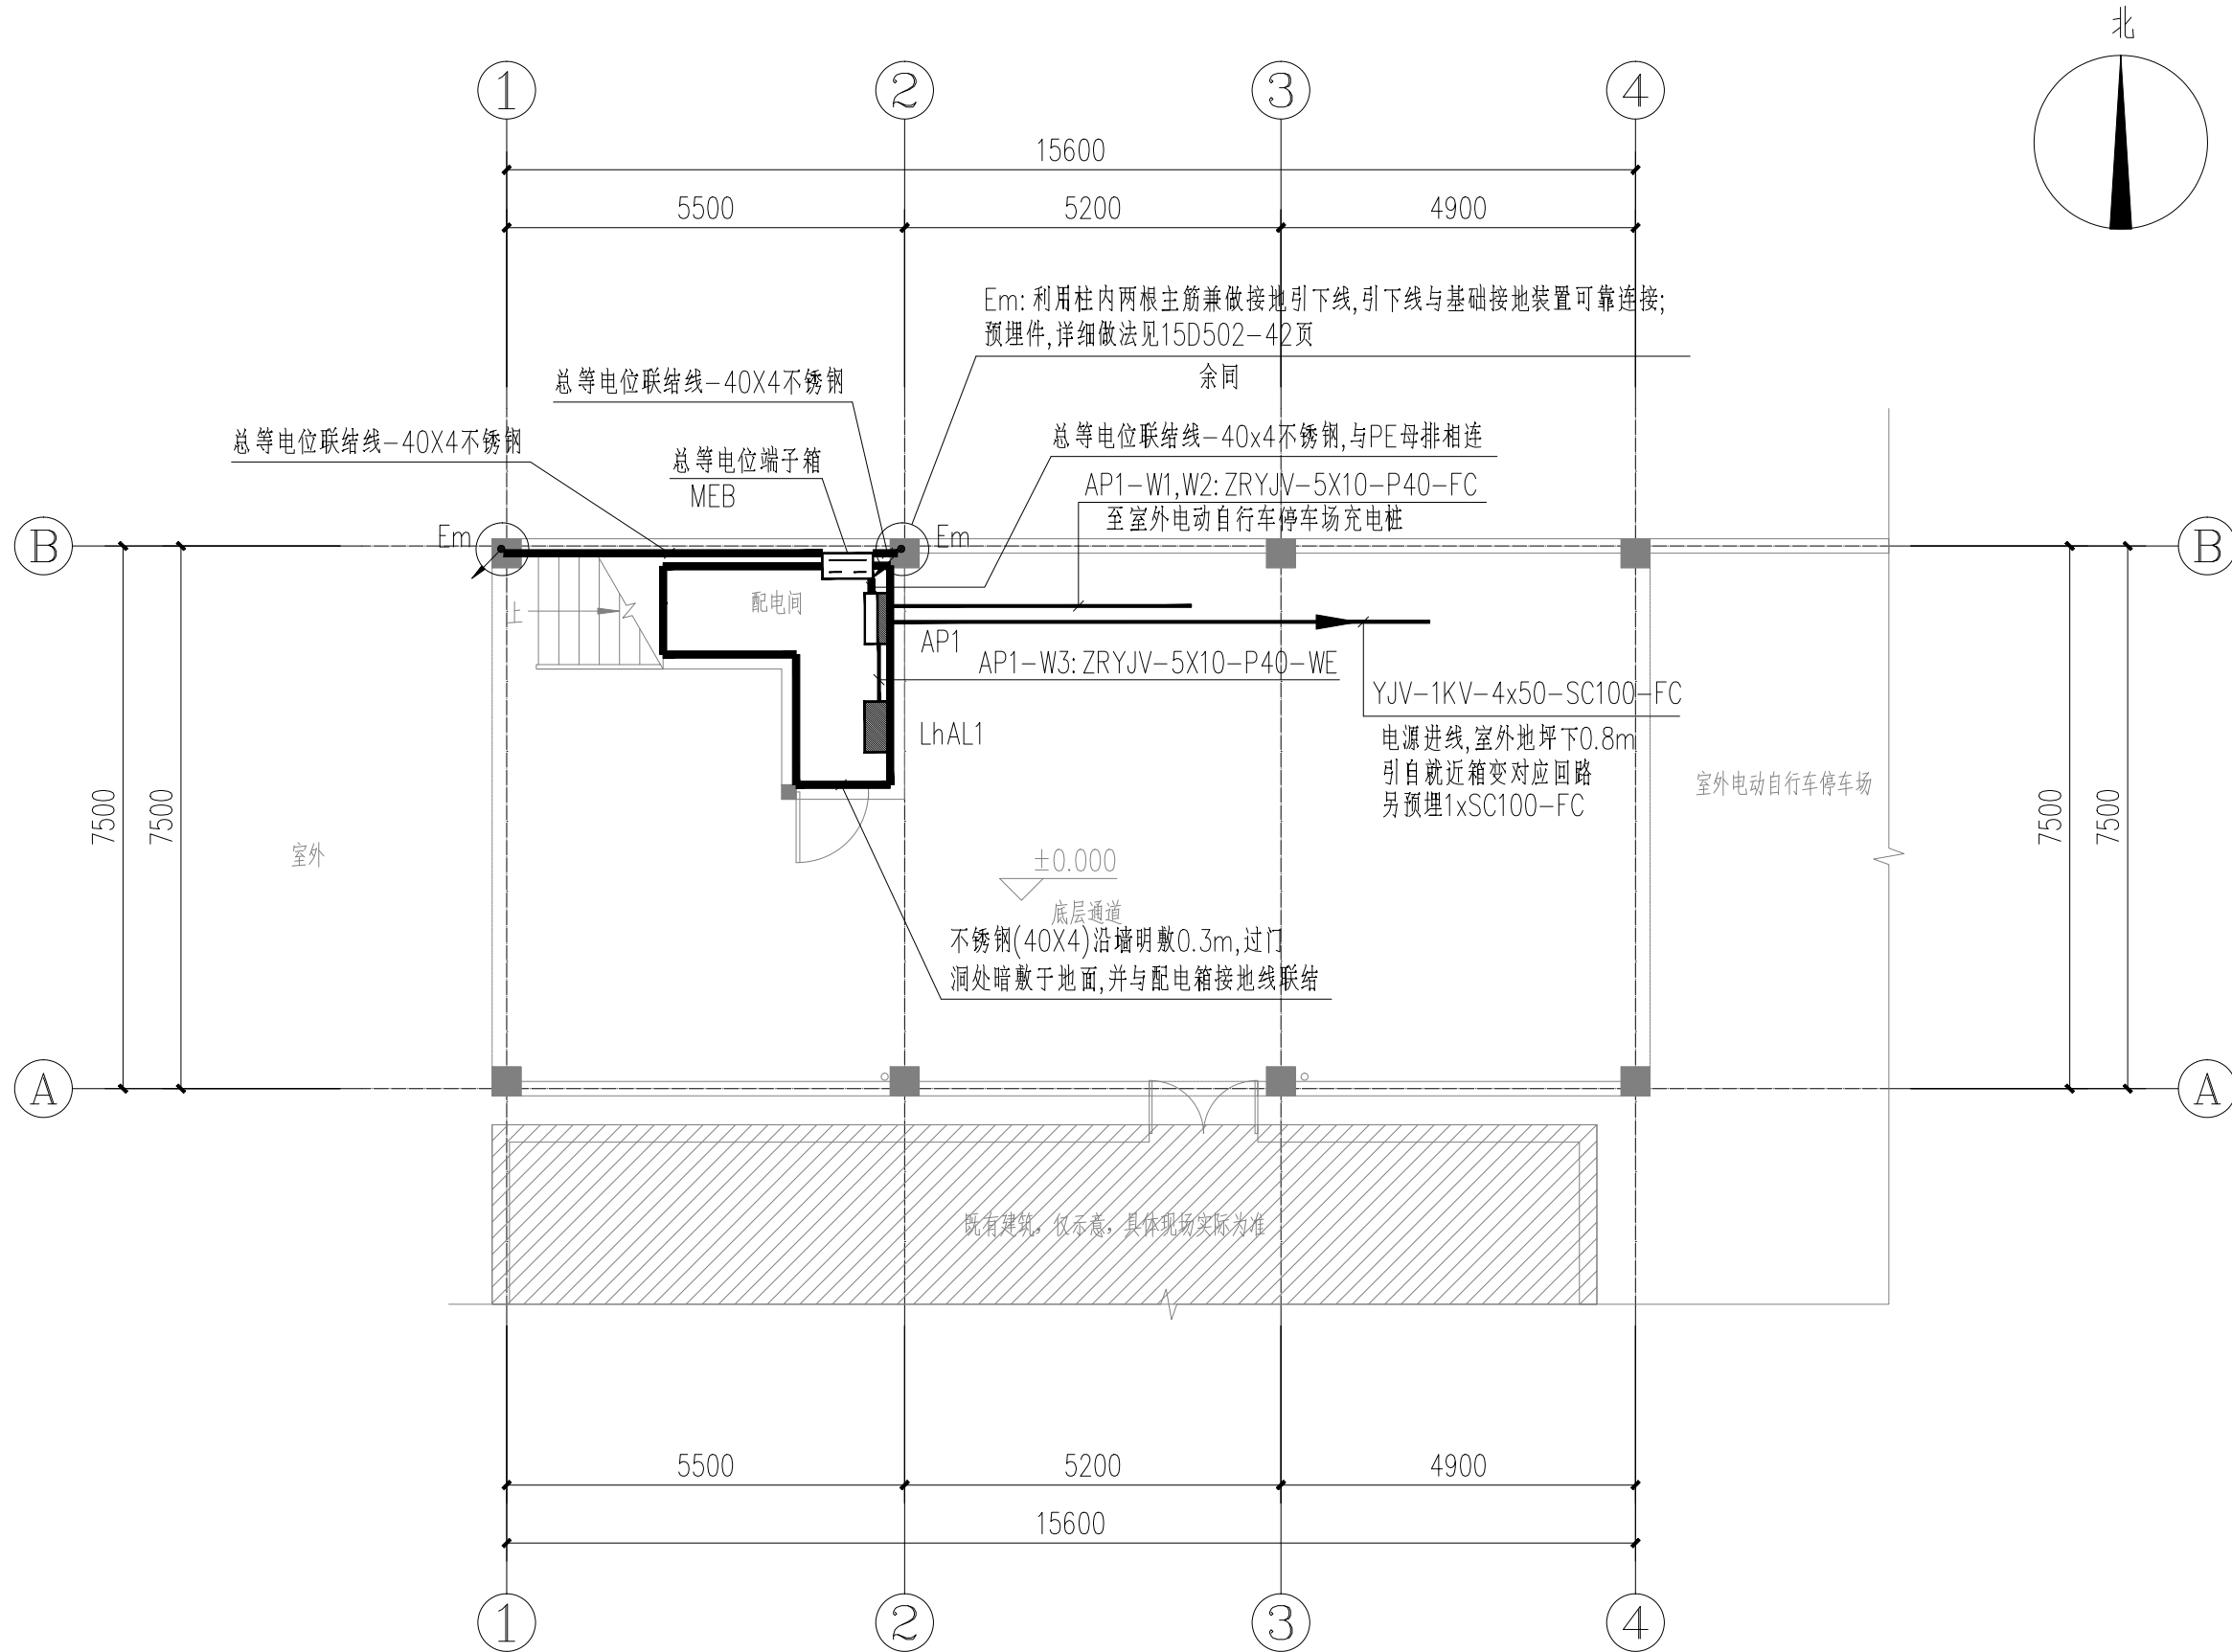 北
1
2
3
4
15600
5500
5200
4900
Em: 利用柱内两根主筋兼做接地引下线,引下线与基础接地装置可靠连接;
预埋件,详细做法见15D502-42页
余同
总等电位联结线-40X4不锈钢
总等电位联结线-40X4不锈钢
总等电位联结线-40x4不锈钢,与PE母排相连
总等电位端子箱
MEB
AP1-W1,W2: ZRYJV-5X10-P40-FC
至室外电动自行车停车场充电桩
B
Em
Em
B
配电间
上
AP1
AP1-W3: ZRYJV-5X10-P40-WE
YJV-1KV-4x50-SC100-FC
LhAL1
电源进线,室外地坪下0.8m
引自就近箱变对应回路
另预埋1xSC100-FC
室外电动自行车停车场
7500
7500
7500
7500
室外
±0.000
底层通道
不锈钢(40X4)沿墙明敷0.3m,过门
洞处暗敷于地面,并与配电箱接地线联结
A
A
既有建筑，仅示意，具体现场实际为准
5500
5200
4900
15600
1
2
3
4